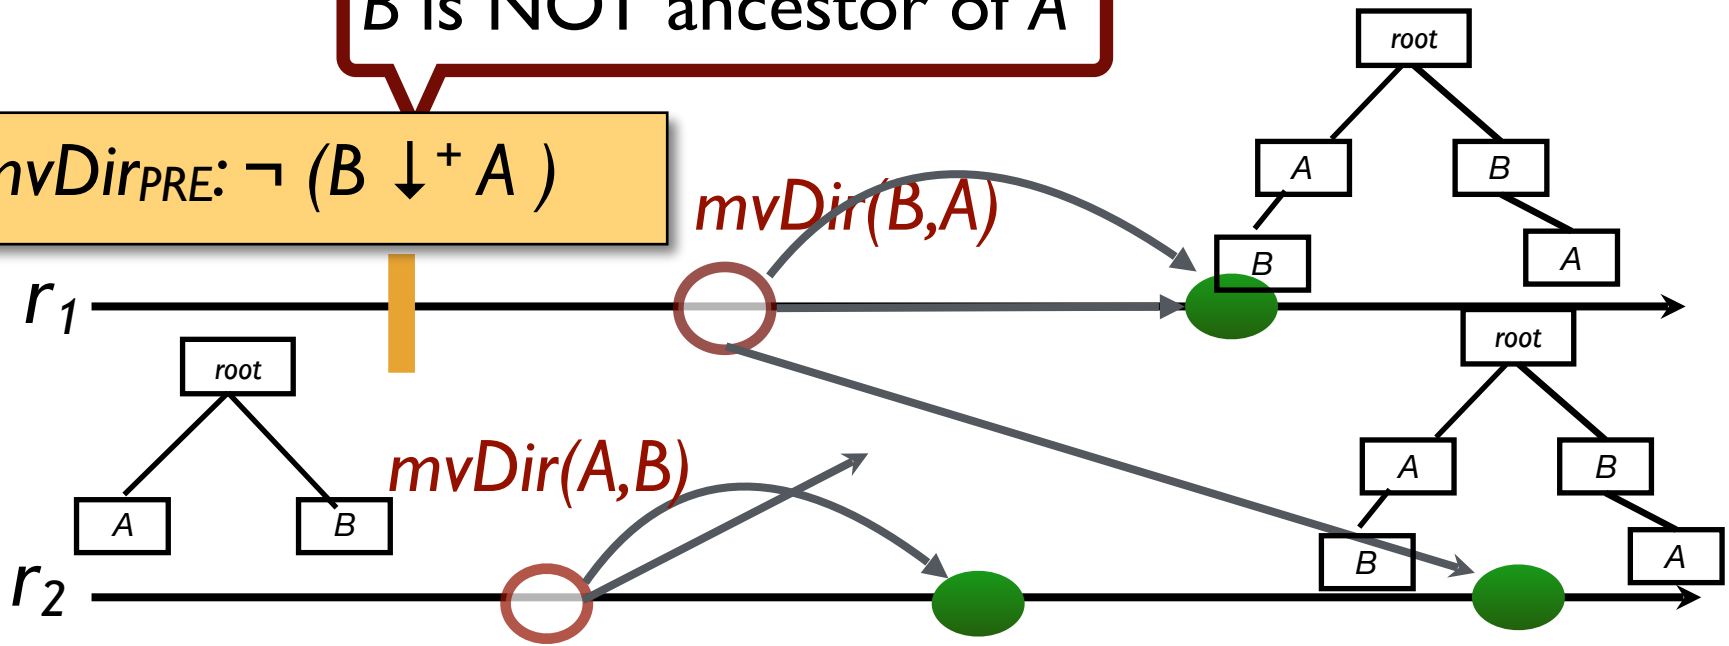 B is NOT ancestor of A
mvDirPRE: ¬ (B ↓+ A )
mvDir(B,A)
root
A
B
B
A
r1
root
A
B
mvDir(A,B)
root
A
B
B
A
r2